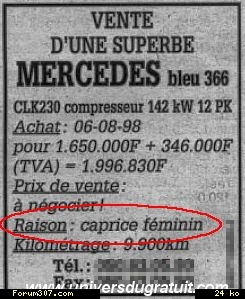 VENTE
D'UNE SUPERBE
MERCEDES bleu 366
CLK230 compresseur 142 kW 12 PK
Achat : 06-08-98
pour 1.650.000F + 346.000F
(TVA) = 1.996.830F
Prix de vente :
à négocier !
Raison : caprice féminin
Kilométrage : 9.900km
Tél. :
www.universdugratuit.com
Forum307.com
24 ko